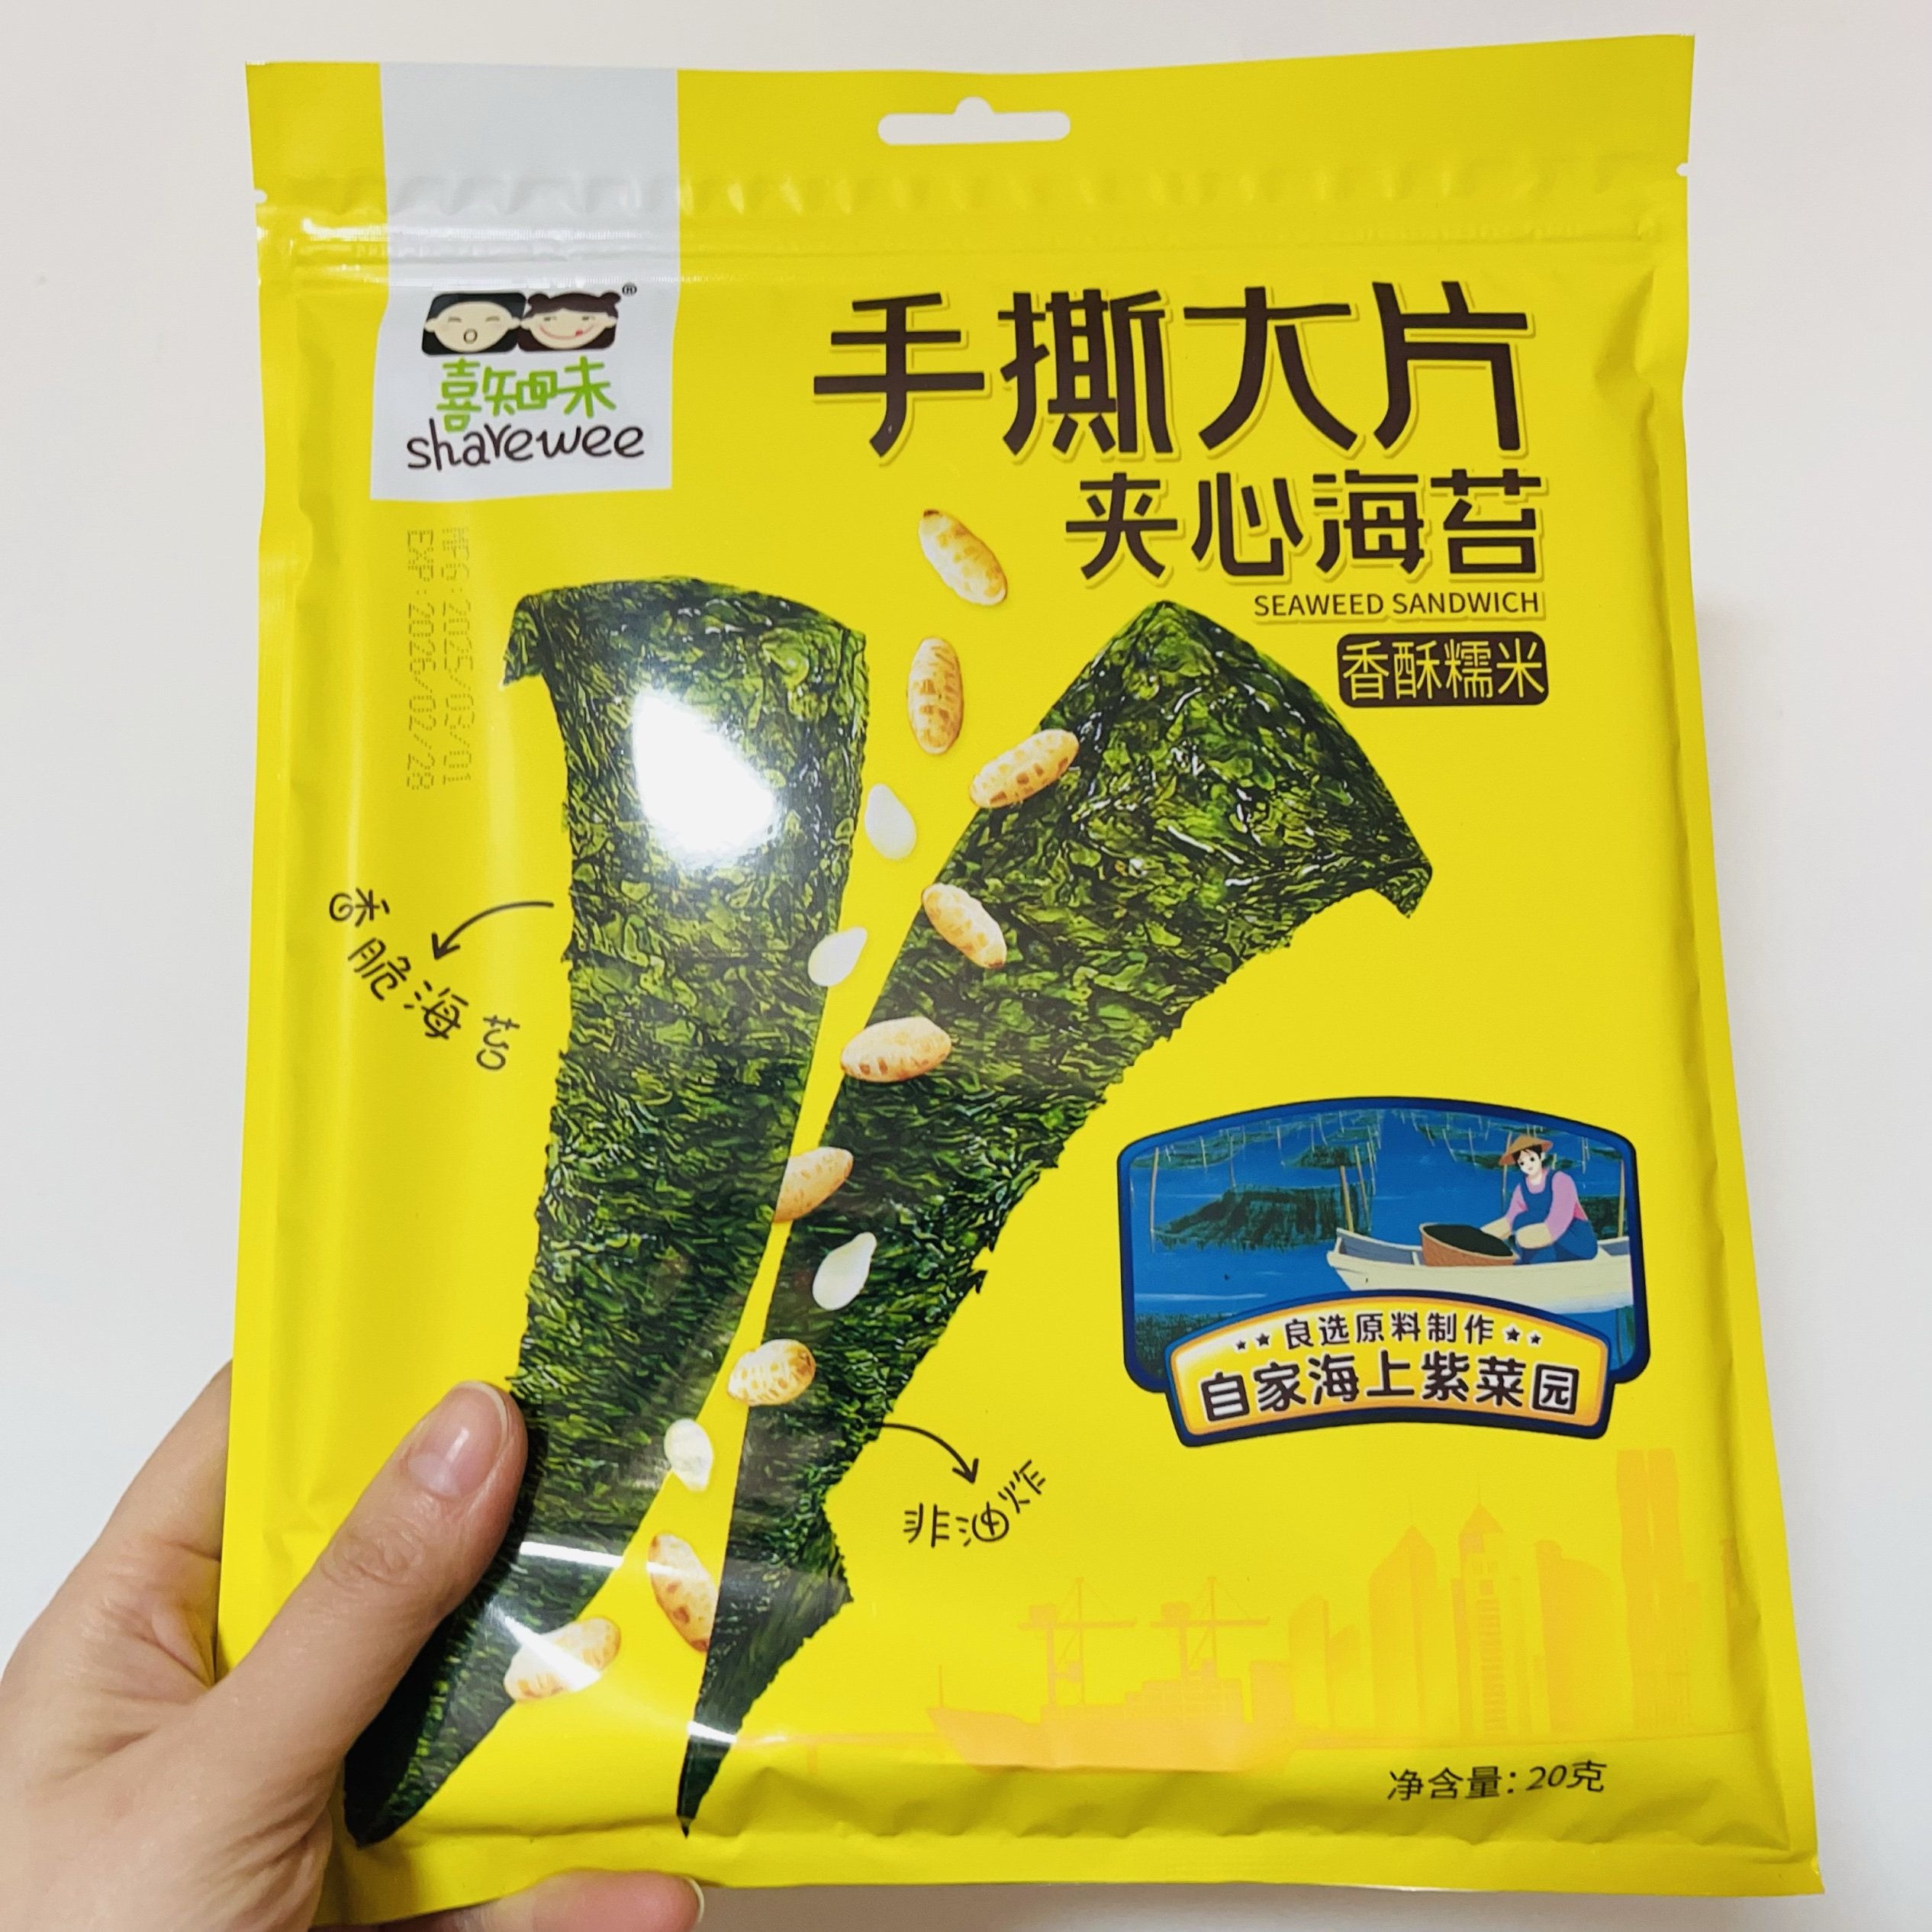 喜知味®
sharewee
手撕大片
夹心海苔
SEAWEED SANDWICH
香酥糯米
MFG:2025/03/01
EXP:2026/02/28
香脆海苔
★★良选原料制作★★
自家海上紫菜园
非油炸
净含量:20克